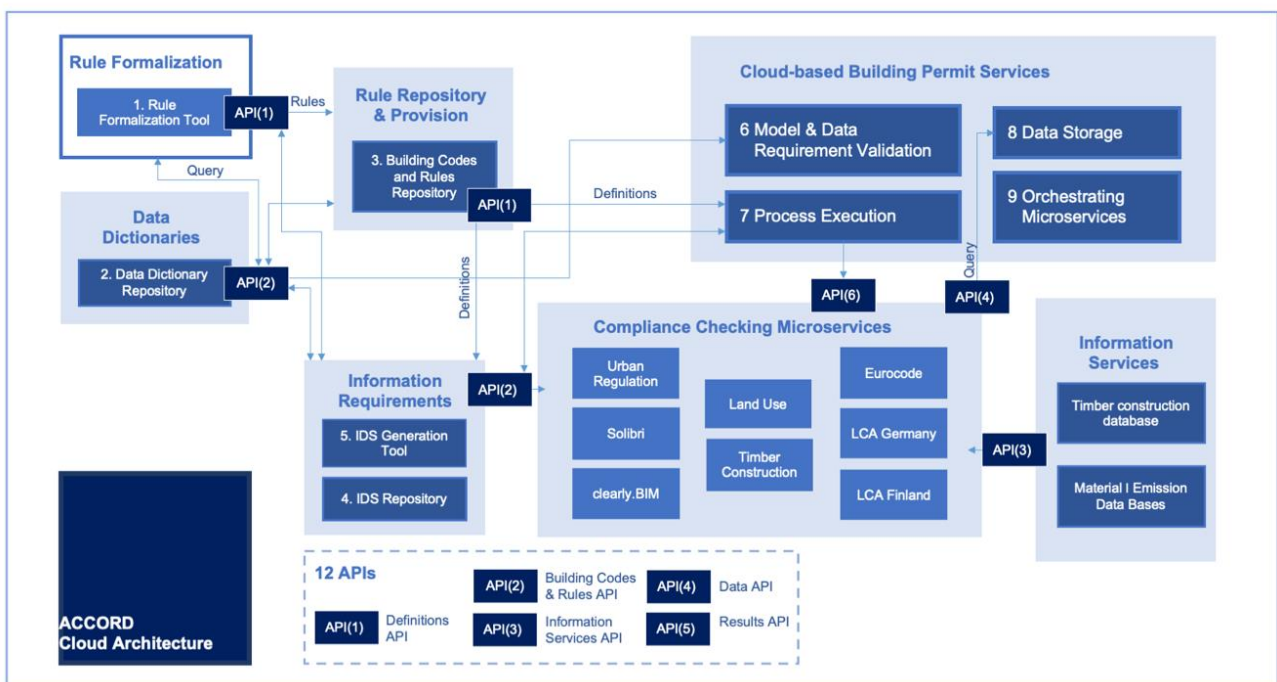 Rule Formalization
1. Rule
Formalization Tool
API(1)
Rules
Query
Rule Repository
& Provision
3. Building Codes
and Rules
Repository
API(1)
Definitions
Definitions
Data
Dictionaries
2. Data Dictionary
Repository
API(2)
Cloud-based Building Permit Services
6 Model & Data
Requirement Validation
7 Process Execution
8 Data Storage
9 Orchestrating
Microservices
API(6)
API(4)
Query
Information
Requirements
API(2)
5. IDS Generation
Tool
4. IDS Repository
Compliance Checking Microservices
Urban
Regulation
Solibri
clearly.BIM
Land Use
Timber
Construction
Eurocode
LCA Germany
LCA Finland
API(3)
Information
Services
Timber construction
database
Material I Emission
Data Bases
ACCORD
Cloud Architecture
12 APIs
API(1)
Definitions
API
API(2)
Building Codes
& Rules API
API(3)
Information
Services API
API(4)
Data API
API(5)
Results API